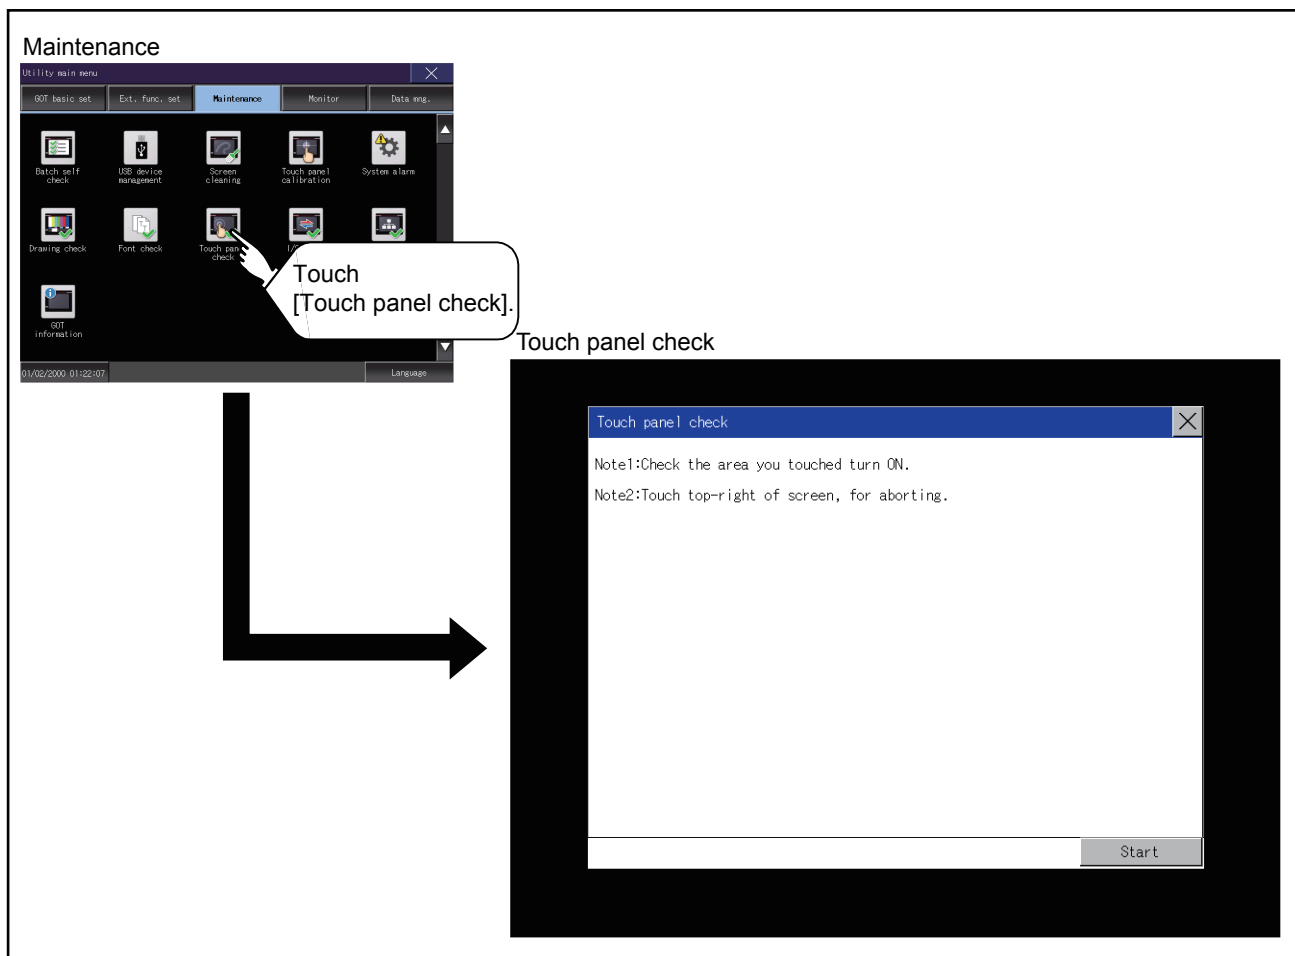 Maintenance
Utility main menu
GOT basic set
Ext. func. set
Maintenance
Monitor
Data mng.
Batch self
check
USB device
management
Screen
cleaning
Touch panel
calibration
System alarm
Drawing check
Font check
Touch pan
check
I/
GOT
information
Touch
[Touch panel check].
01/02/2000 01:22:07
Language
Touch panel check
Touch panel check
Note1:Check the area you touched turn ON.
Note2:Touch top-right of screen, for aborting.
Start